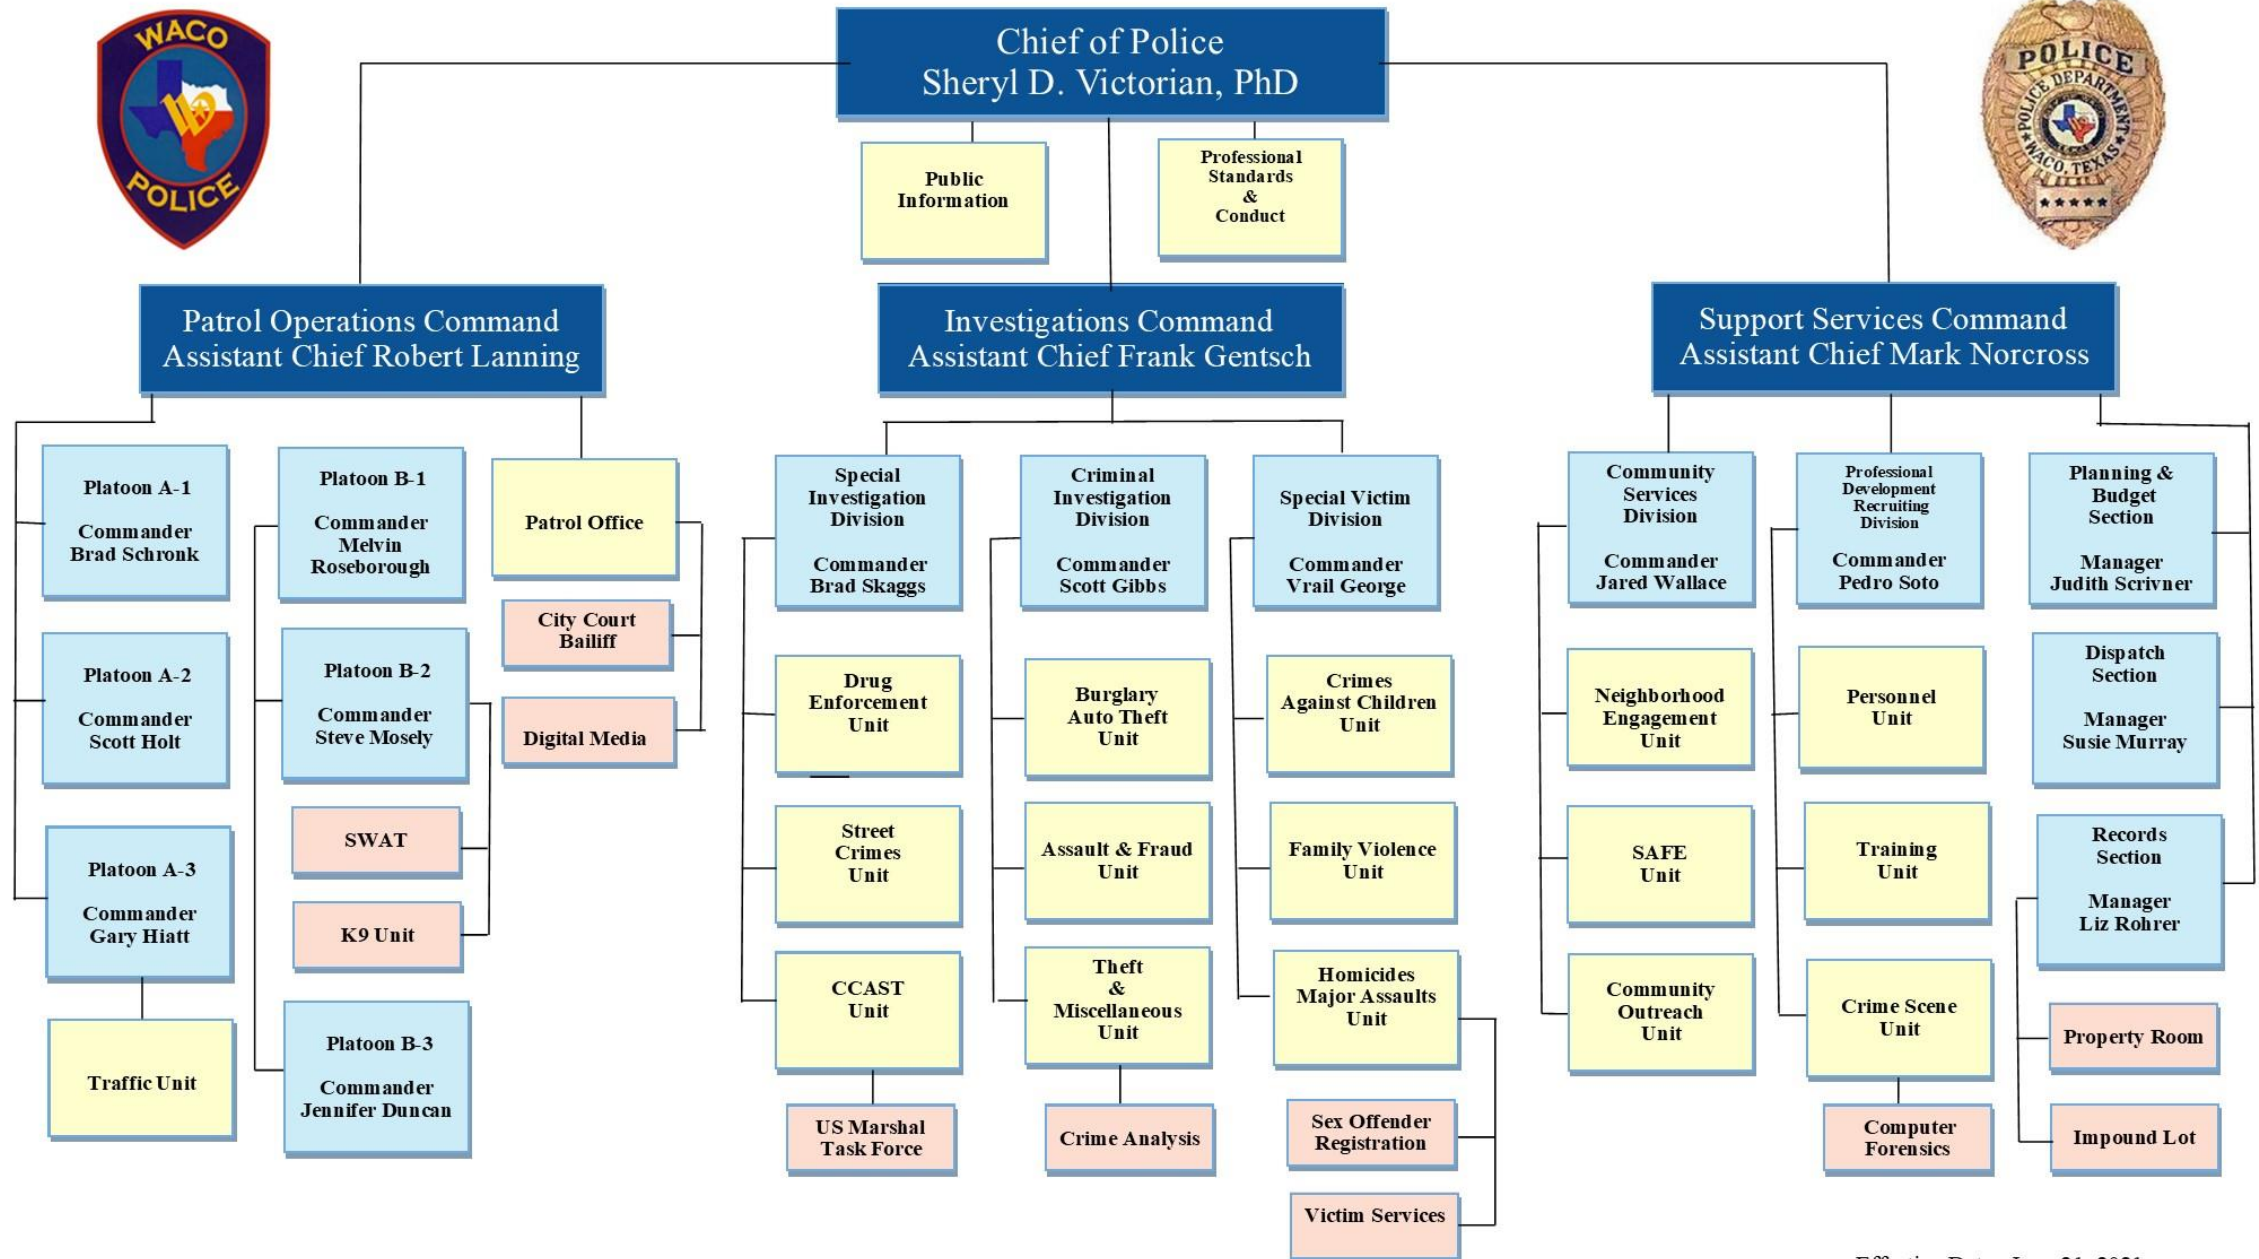 WACO
POLICE
Chief of Police
Sheryl D. Victorian, PhD
POLICE
POLICE DEPARTMENT
WACO, TEXAS
Public
Information
Professional
Standards
&
Conduct
Patrol Operations Command
Assistant Chief Robert Lanning
Investigations Command
Assistant Chief Frank Gentsch
Support Services Command
Assistant Chief Mark Norcross
Platoon A-1
Commander
Brad Schronk
Platoon A-2
Commander
Scott Holt
Platoon A-3
Commander
Gary Hiatt
Traffic Unit
Platoon B-1
Commander
Melvin
Roseborough
Platoon B-2
Commander
Steve Mosely
SWAT
K9 Unit
Platoon B-3
Commander
Jennifer Duncan
Patrol Office
City Court
Bailiff
Digital Media
Special
Investigation
Division
Commander
Brad Skaggs
Drug
Enforcement
Unit
Street
Crimes
Unit
CCAST
Unit
US Marshal
Task Force
Criminal
Investigation
Division
Commander
Scott Gibbs
Burglary
Auto Theft
Unit
Assault & Fraud
Unit
Theft
&
Miscellaneous
Unit
Crime Analysis
Special Victim
Division
Commander
Vrail George
Crimes
Against Children
Unit
Family Violence
Unit
Homicides
Major Assaults
Unit
Sex Offender
Registration
Victim Services
Community
Services
Division
Commander
Jared Wallace
Neighborhood
Engagement
Unit
SAFE
Unit
Community
Outreach
Unit
Professional
Development
Recruiting
Division
Commander
Pedro Soto
Personnel
Unit
Training
Unit
Crime Scene
Unit
Computer
Forensics
Planning &
Budget
Section
Manager
Judith Scrivner
Dispatch
Section
Manager
Susie Murray
Records
Section
Manager
Liz Rohrer
Property Room
Impound Lot